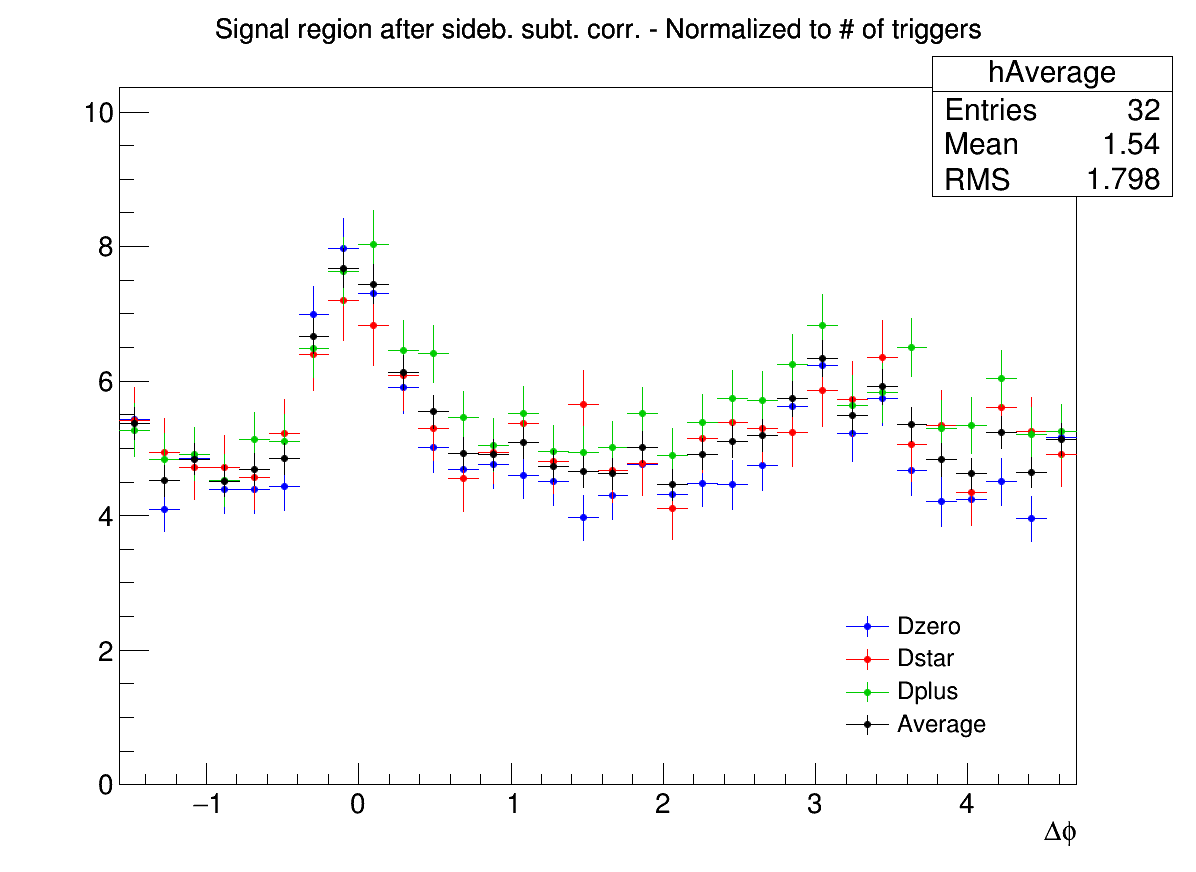 Signal region after sideb. subt. corr. - Normalized to # of triggers
hAverage
Entries 32
Mean 1.54
RMS 1.798
10
8
6
4
2
0
Dzero
Dstar
Dplus
Average
−1 0 1 2 3 4
Δϕ